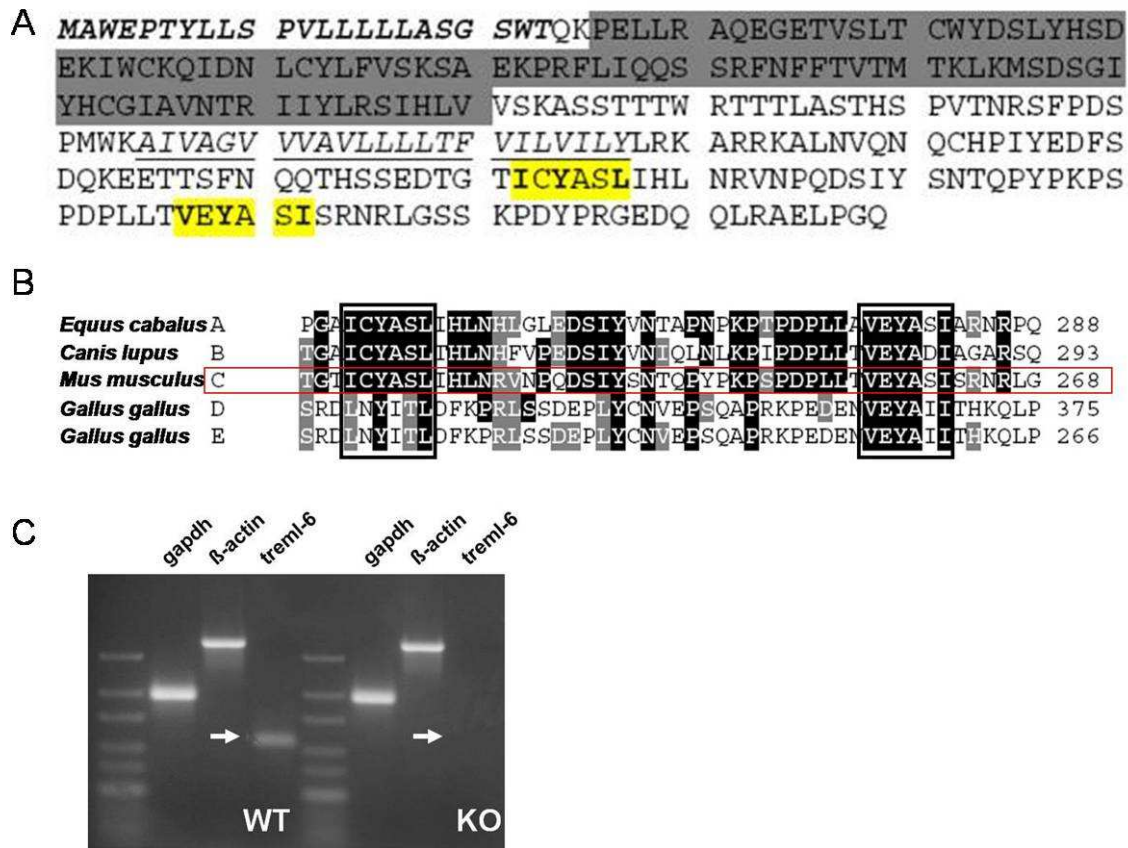 A
MAWEPTYLLS PVLLLLLASG SWTQKPELLR AQEGETVSLT CWYDSLYHSD
EKIWCKQIDN LCYLFVSKSA EKPRFLIQQS SRFNFFTVTM TKLKMSDSGI
YHCGIAVNTR IIYLRSIHLV VSKASSTTTW RTTTLASTHS PVTNRSFPDS
PMWKAIVAGV VVAVLLLLTF VILVILYLRK ARRKALNVQN QCHPIYEDFS
DQKEETTSFN QQTHSSEDTG TICYASLIHL NRVNPQDSIY SNTQPYPKPS
PDPLLTVEYA SISRNRLGSS KPDYPRGEDQ QLRAELPGQ
B
Equus cabalus A PGAICYASLIHLNHLGLEDSIYVNTAPNPKPTPDPLLAVEYASIARNRPQ 288
Canis lupus B TGAICYASLTHLNHFVPEDSIYVNIQLNLKPIPDPLLTVEYADIAGARSQ 293
Mus musculus C TGTICYASLIHLNRVNPQDSIYSNTQPYPKPSPDPLLTVEYASISRNRLG 268
Gallus gallus D SRDLNYITLDFKPRLSSDEPLYCNVEPSQAPRKPEDENVEYAIITHKQLP 375
Gallus gallus E SRDLNYITLDFKPRLSSDEPLYCNVEPSQAPRKPEDENVEYAIITHKQLP 266
C
gapdh ß-actin treml-6 gapdh ß-actin treml-6
WT KO